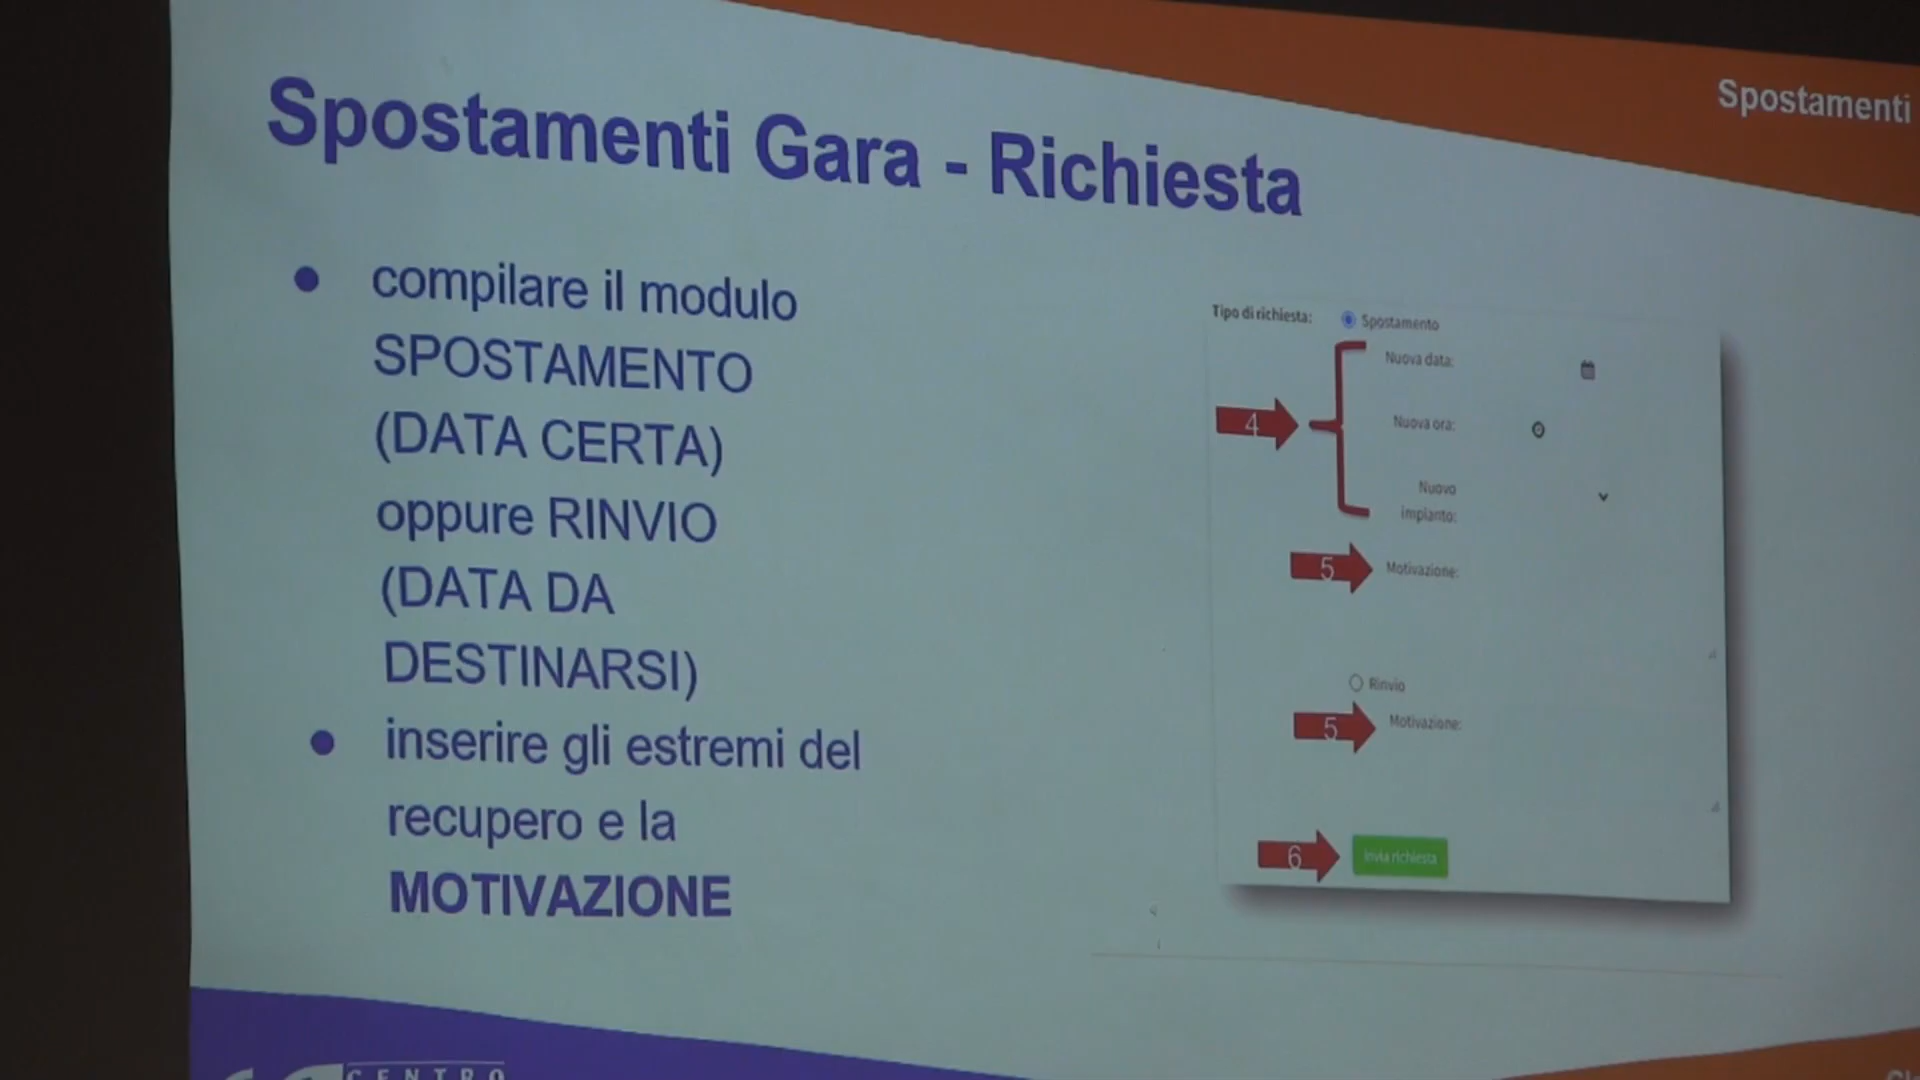 Spostamenti
Spostamenti Gara - Richiesta
compilare il modulo
SPOSTAMENTO
(DATA CERTA)
oppure RINVIO
(DATA DA
DESTINARSI)
inserire gli estremi del
recupero e la
MOTIVAZIONE
Tipo di richiesta: Spostamento
Nuova data:
4
Nuova ora:
Nuovo
impianto:
5 Motivazione:
Rinvio
5 Motivazione:
6 Invia richiesta
CENTRO